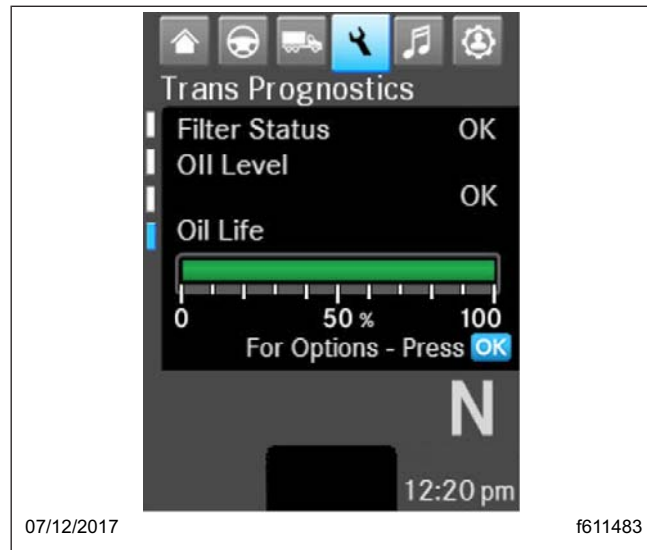 Trans Prognostics
Filter Status OK
OIl Level
OK
Oil Life
0 50 % 100
For Options - Press OK
N
12:20 pm
07/12/2017 f611483